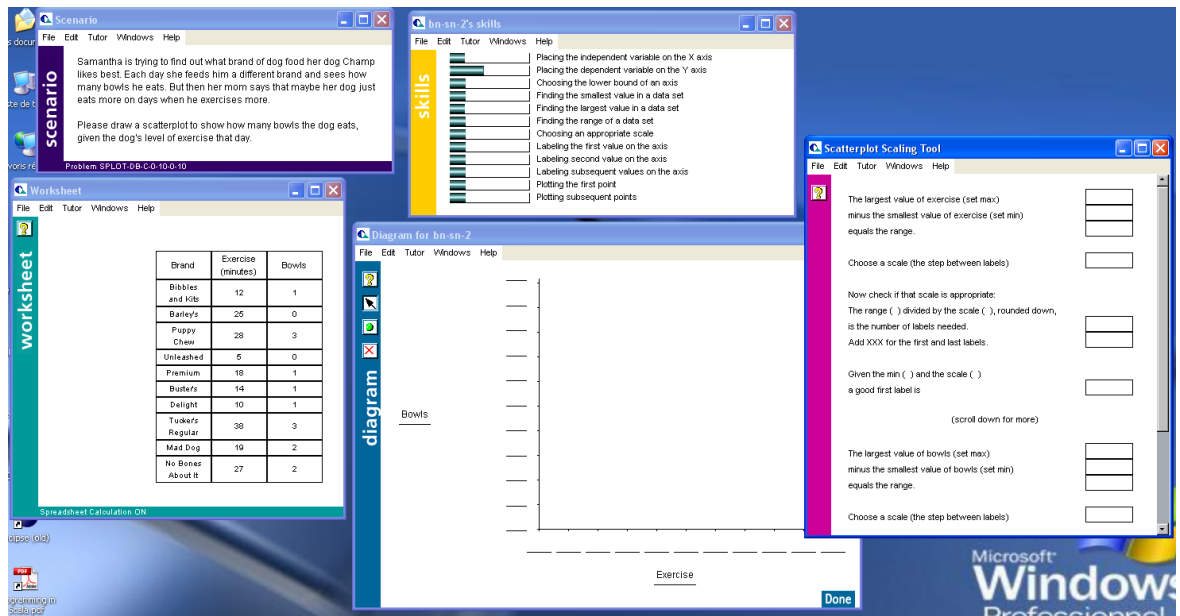 Scenario
File Edit Tutor Windows Help
scenario
Samantha is trying to find out what brand of dog food her dog Champ
likes best. Each day she feeds him a different brand and sees how
many bowls he eats. But then her mom says that maybe her dog just
eats more on days when he exercises more.
Please draw a scatterplot to show how many bowls the dog eats,
given the dog's level of exercise that day.
Problem SPLOT-DB-C-0-10-0-10
bn-sn-2's skills
File Edit Tutor Windows Help
skills
Placing the independent variable on the X axis
Placing the dependent variable on the Y axis
Choosing the lower bound of an axis
Finding the smallest value in a data set
Finding the largest value in a data set
Finding the range of a data set
Choosing an appropriate scale
Labeling the first value on the axis
Labeling second value on the axis
Labeling subsequent values on the axis
Plotting the first point
Plotting subsequent points
Worksheet
File Edit Tutor Windows Help
worksheet
Brand Exercise (minutes) Bowls
Bibbles and Kits 12 1
Barley's 25 0
Puppy Chew 28 3
Unleashed 5 0
Premium 18 1
Buster's 14 1
Delight 10 1
Tucker's Regular 38 3
Mad Dog 19 2
No Bones About It 27 2
Spreadsheet Calculation ON
Diagram for bn-sn-2
File Edit Tutor Windows Help
diagram
Bowls
Exercise
Done
Scatterplot Scaling Tool
File Edit Tutor Windows Help
The largest value of exercise (set max)
minus the smallest value of exercise (set min)
equals the range.
Choose a scale (the step between labels)
Now check if that scale is appropriate:
The range ( ) divided by the scale ( ), rounded down,
is the number of labels needed.
Add XXX for the first and last labels.
Given the min ( ) and the scale ( )
a good first label is
(scroll down for more)
The largest value of bowls (set max)
minus the smallest value of bowls (set min)
equals the range.
Choose a scale (the step between labels)
s docur
ste de t
voris ré
clipse (old)
PDF
Scala.pdf
Microsoft
Windows